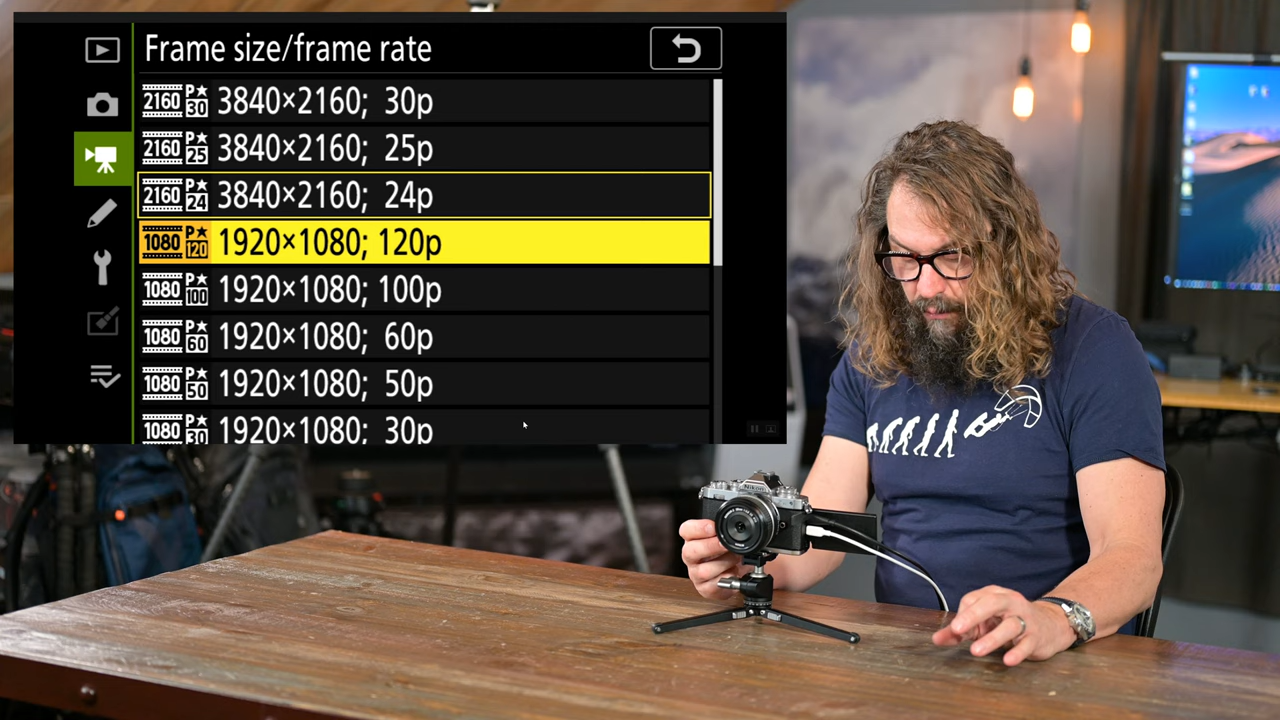 Frame size/frame rate
2160 P★ 30 3840×2160; 30p
2160 P★ 25 3840×2160; 25p
2160 P★ 24 3840×2160; 24p
1080 P★ 120 1920×1080; 120p
1080 P★ 100 1920×1080; 100p
1080 P★ 60 1920×1080; 60p
1080 P★ 50 1920×1080; 50p
1080 P★ 30 1920×1080; 30p
Nikon